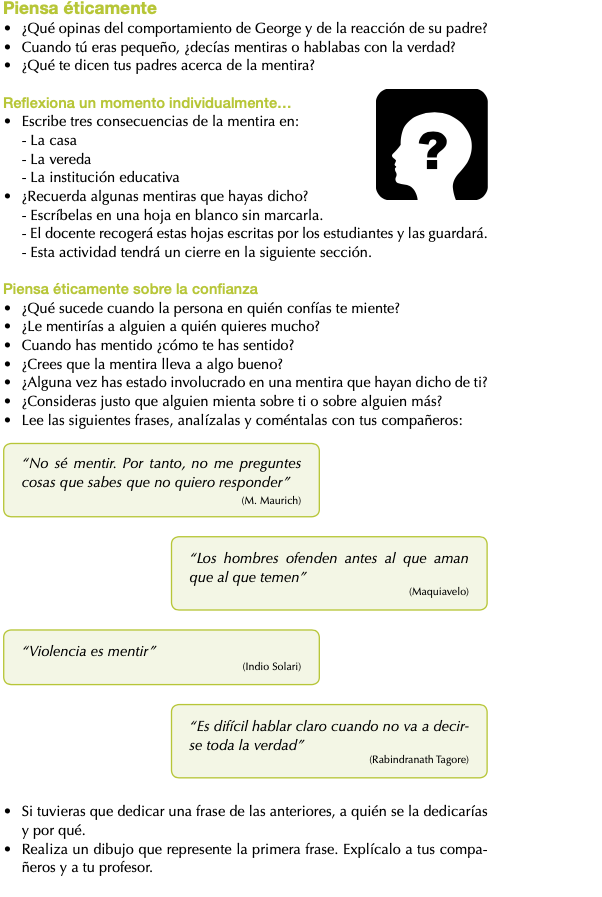 Piensa éticamente
• ¿Qué opinas del comportamiento de George y de la reacción de su padre?
• Cuando tú eras pequeño, ¿decías mentiras o hablabas con la verdad?
• ¿Qué te dicen tus padres acerca de la mentira?
Reflexiona un momento individualmente…
• Escribe tres consecuencias de la mentira en:
- La casa
- La vereda
- La institución educativa
• ¿Recuerda algunas mentiras que hayas dicho?
- Escríbelas en una hoja en blanco sin marcarla.
- El docente recogerá estas hojas escritas por los estudiantes y las guardará.
- Esta actividad tendrá un cierre en la siguiente sección.
?
Piensa éticamente sobre la confianza
• ¿Qué sucede cuando la persona en quién confías te miente?
• ¿Le mentirías a alguien a quién quieres mucho?
• Cuando has mentido ¿cómo te has sentido?
• ¿Crees que la mentira lleva a algo bueno?
• ¿Alguna vez has estado involucrado en una mentira que hayan dicho de ti?
• ¿Consideras justo que alguien mienta sobre ti o sobre alguien más?
• Lee las siguientes frases, analízalas y coméntalas con tus compañeros:
“No sé mentir. Por tanto, no me preguntes
cosas que sabes que no quiero responder”
(M. Maurich)
“Los hombres ofenden antes al que aman
que al que temen”
(Maquiavelo)
“Violencia es mentir”
(Indio Solari)
“Es difícil hablar claro cuando no va a decir-
se toda la verdad”
(Rabindranath Tagore)
• Si tuvieras que dedicar una frase de las anteriores, a quién se la dedicarías
y por qué.
• Realiza un dibujo que represente la primera frase. Explícalo a tus compa-
ñeros y a tu profesor.